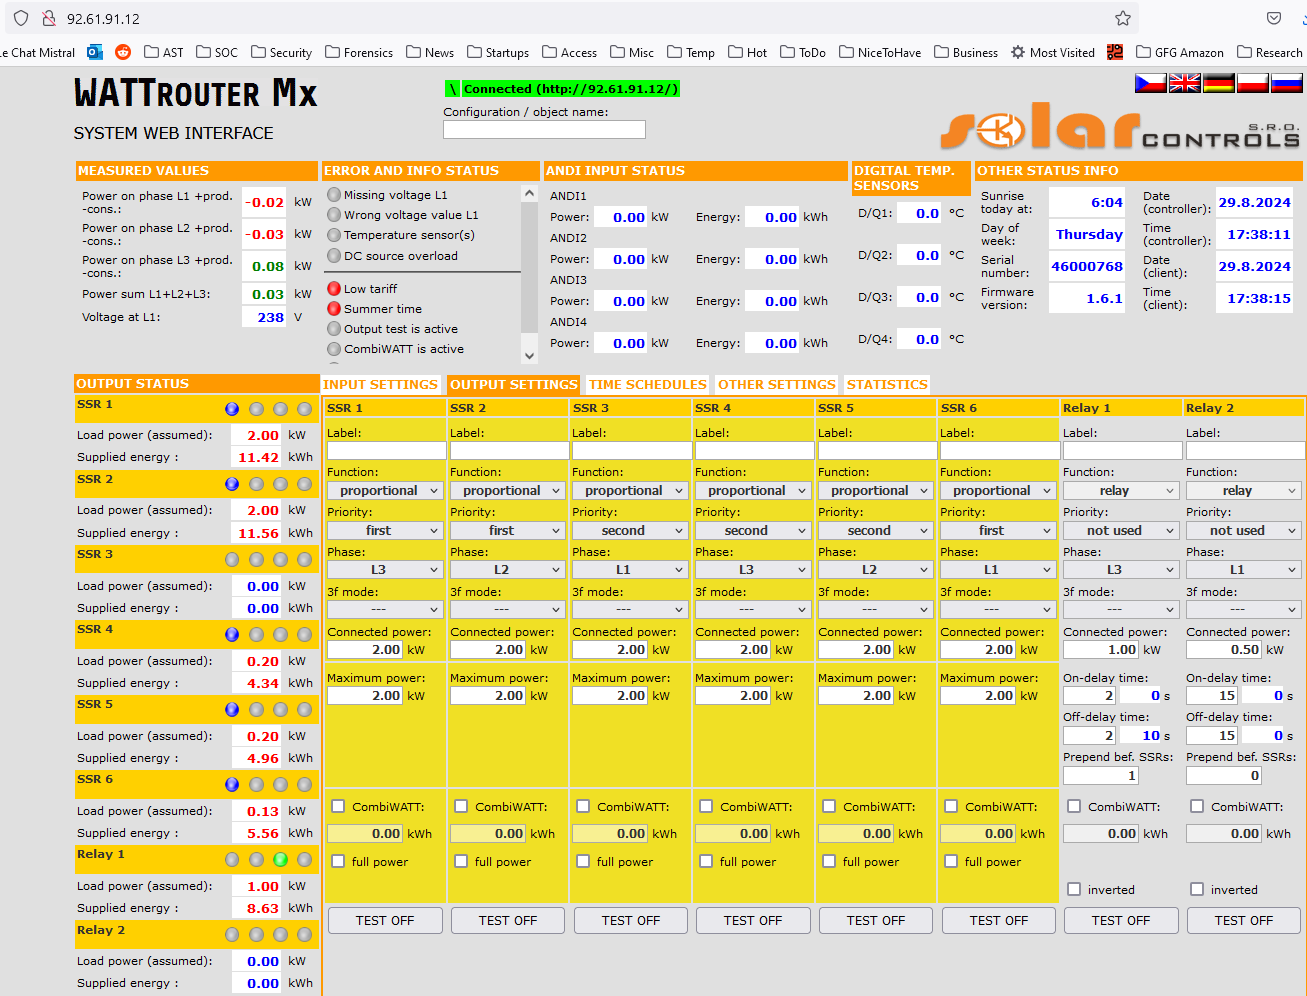 92.61.91.12
e Chat Mistral AST SOC Security Forensics News Startups Access Misc Temp Hot ToDo NiceToHave Business Most Visited GFG Amazon Research
WATTROUTER Mx
SYSTEM WEB INTERFACE
\ Connected (http://92.61.91.12/)
Configuration / object name:
solar CONTROLS S.R.O.
MEASURED VALUES
Power on phase L1 +prod. -cons.: -0.02 kW
Power on phase L2 +prod. -cons.: -0.03 kW
Power on phase L3 +prod. -cons.: 0.08 kW
Power sum L1+L2+L3: 0.03 kW
Voltage at L1: 238 V
ERROR AND INFO STATUS
Missing voltage L1
Wrong voltage value L1
Temperature sensor(s)
DC source overload
Low tariff
Summer time
Output test is active
CombiWATT is active
ANDI INPUT STATUS
ANDI1
Power: 0.00 kW Energy: 0.00 kWh
ANDI2
Power: 0.00 kW Energy: 0.00 kWh
ANDI3
Power: 0.00 kW Energy: 0.00 kWh
ANDI4
Power: 0.00 kW Energy: 0.00 kWh
DIGITAL TEMP. SENSORS
D/Q1: 0.0 °C
D/Q2: 0.0 °C
D/Q3: 0.0 °C
D/Q4: 0.0 °C
OTHER STATUS INFO
Sunrise today at: 6:04 Date (controller): 29.8.2024
Day of week: Thursday Time (controller): 17:38:11
Serial number: 46000768 Date (client): 29.8.2024
Firmware version: 1.6.1 Time (client): 17:38:15
OUTPUT STATUS
SSR 1
Load power (assumed): 2.00 kW
Supplied energy : 11.42 kWh
SSR 2
Load power (assumed): 2.00 kW
Supplied energy : 11.56 kWh
SSR 3
Load power (assumed): 0.00 kW
Supplied energy : 0.00 kWh
SSR 4
Load power (assumed): 0.20 kW
Supplied energy : 4.34 kWh
SSR 5
Load power (assumed): 0.20 kW
Supplied energy : 4.96 kWh
SSR 6
Load power (assumed): 0.13 kW
Supplied energy : 5.56 kWh
Relay 1
Load power (assumed): 1.00 kW
Supplied energy : 8.63 kWh
Relay 2
Load power (assumed): 0.00 kW
Supplied energy : 0.00 kWh
INPUT SETTINGS OUTPUT SETTINGS TIME SCHEDULES OTHER SETTINGS STATISTICS
SSR 1 SSR 2 SSR 3 SSR 4 SSR 5 SSR 6 Relay 1 Relay 2
Label: Label: Label: Label: Label: Label: Label: Label:
Function: Function: Function: Function: Function: Function: Function: Function:
proportional proportional proportional proportional proportional proportional relay relay
Priority: Priority: Priority: Priority: Priority: Priority: Priority: Priority:
first first second second second first not used not used
Phase: Phase: Phase: Phase: Phase: Phase: Phase: Phase:
L3 L2 L1 L3 L2 L1 L3 L1
3f mode: 3f mode: 3f mode: 3f mode: 3f mode: 3f mode: 3f mode: 3f mode:
--- --- --- --- --- --- --- ---
Connected power: Connected power: Connected power: Connected power: Connected power: Connected power: Connected power: Connected power:
2.00 kW 2.00 kW 2.00 kW 2.00 kW 2.00 kW 2.00 kW 1.00 kW 0.50 kW
Maximum power: Maximum power: Maximum power: Maximum power: Maximum power: Maximum power: On-delay time: On-delay time:
2.00 kW 2.00 kW 2.00 kW 2.00 kW 2.00 kW 2.00 kW 2 0 s 15 0 s
Off-delay time: Off-delay time:
2 10 s 15 0 s
Prepend bef. SSRs: Prepend bef. SSRs:
1 0
CombiWATT: CombiWATT: CombiWATT: CombiWATT: CombiWATT: CombiWATT: CombiWATT: CombiWATT:
0.00 kWh 0.00 kWh 0.00 kWh 0.00 kWh 0.00 kWh 0.00 kWh 0.00 kWh 0.00 kWh
full power full power full power full power full power full power
inverted inverted
TEST OFF TEST OFF TEST OFF TEST OFF TEST OFF TEST OFF TEST OFF TEST OFF